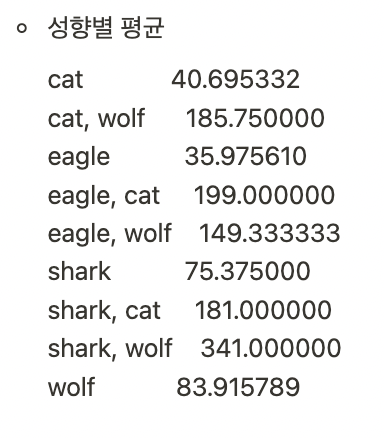 성향별 평균
cat 40.695332
cat, wolf 185.750000
eagle 35.975610
eagle, cat 199.000000
eagle, wolf 149.333333
shark 75.375000
shark, cat 181.000000
shark, wolf 341.000000
wolf 83.915789